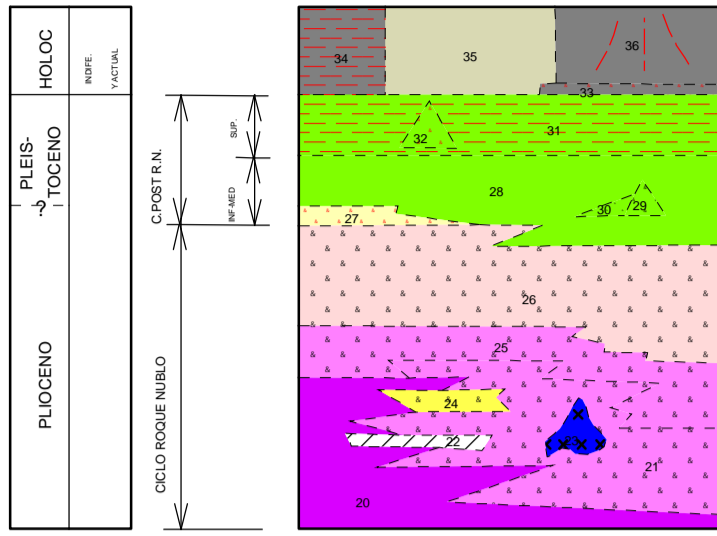 HOLOC
INDIFE.
Y ACTUAL
PLEIS-
TOCENO
-?-
PLIOCENO
C.POST R.N.
SUP.
INF-MED
CICLO ROQUE NUBLO
34
35
36
33
32
31
28
30
29
27
26
25
24
22
23
21
20